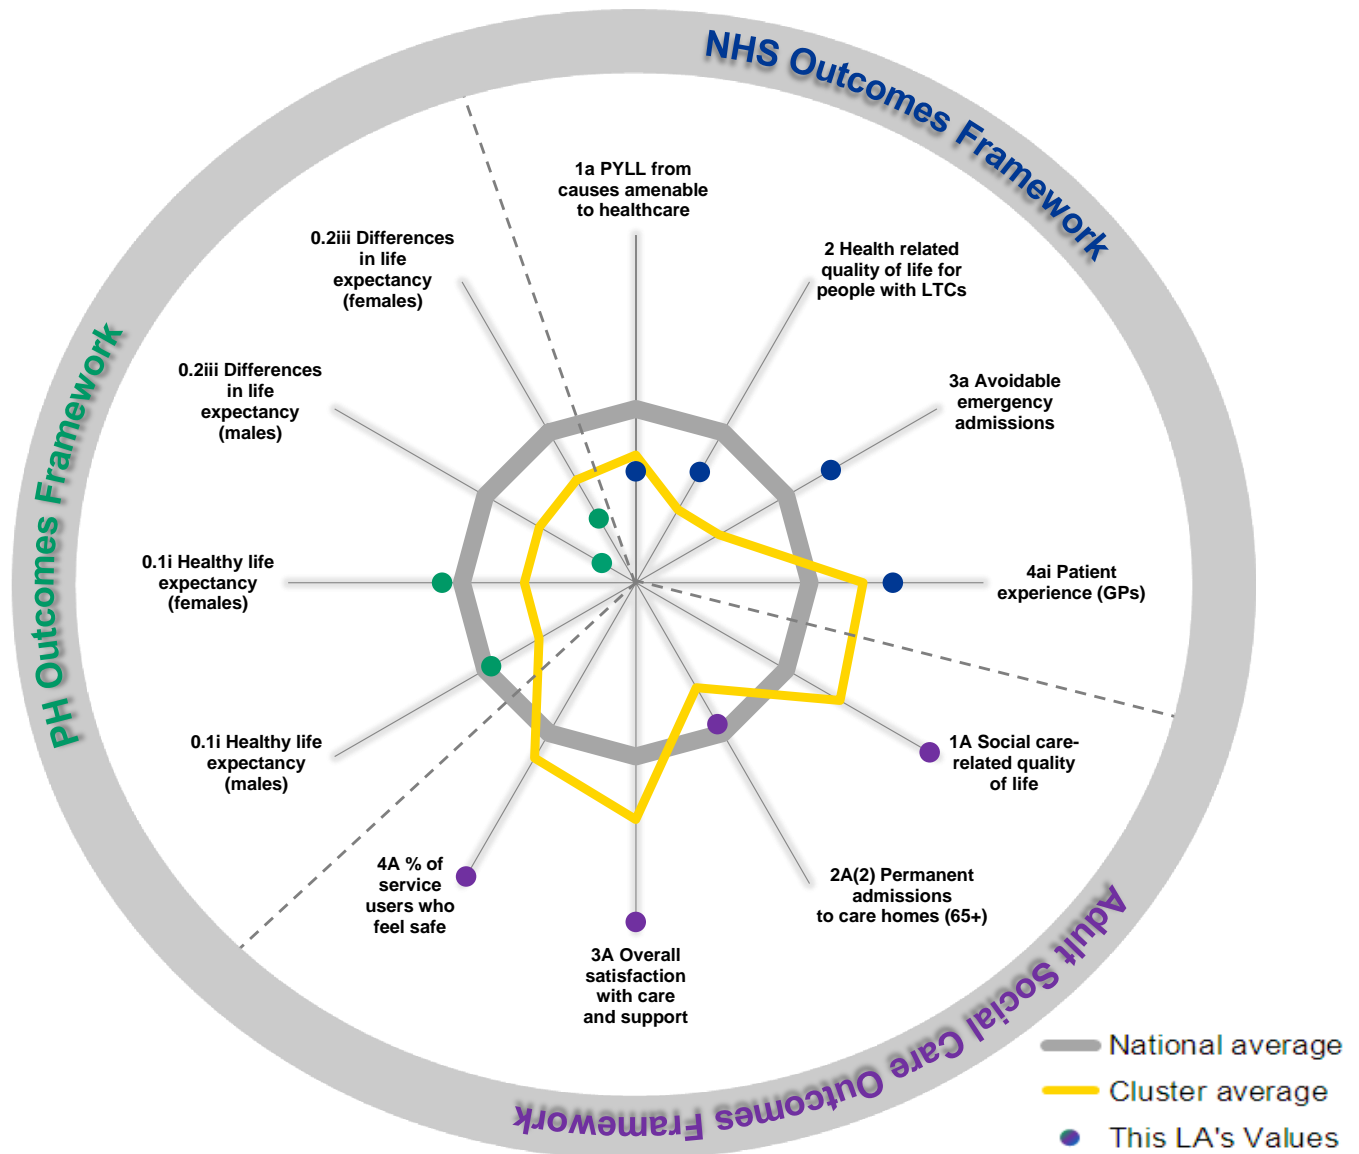 NHS Outcomes Framework
1a PYLL from
causes amenable
to healthcare
2 Health related
quality of life for
people with LTCs
3a Avoidable
emergency
admissions
4ai Patient
experience (GPs)
1A Social care-
related quality
of life
2A(2) Permanent
admissions
to care homes (65+)
3A Overall
satisfaction
with care
and support
4A % of
service
users who
feel safe
0.1i Healthy life
expectancy
(males)
0.1i Healthy life
expectancy
(females)
0.2iii Differences
in life
expectancy
(males)
0.2iii Differences
in life
expectancy
(females)
PH Outcomes Framework
Adult Social Care Outcomes Framework
National average
Cluster average
This LA's Values